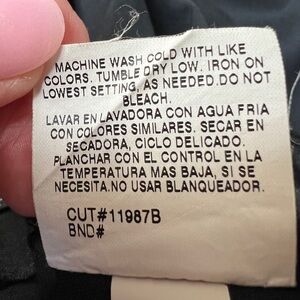 MACHINE WASH COLD WITH LIKE
COLORS. TUMBLE DRY LOW. IRON ON
LOWEST SETTING, AS NEEDED. DO NOT
BLEACH.
LAVAR EN LAVADORA CON AGUA FRIA
CON COLORES SIMILARES. SECAR EN
SECADORA, CICLO DELICADO.
PLANCHAR CON EL CONTROL EN LA
TEMPERATURA MAS BAJA, SI SE
NECESITA.NO USAR BLANQUEADOR.
CUT#11987B
BND#